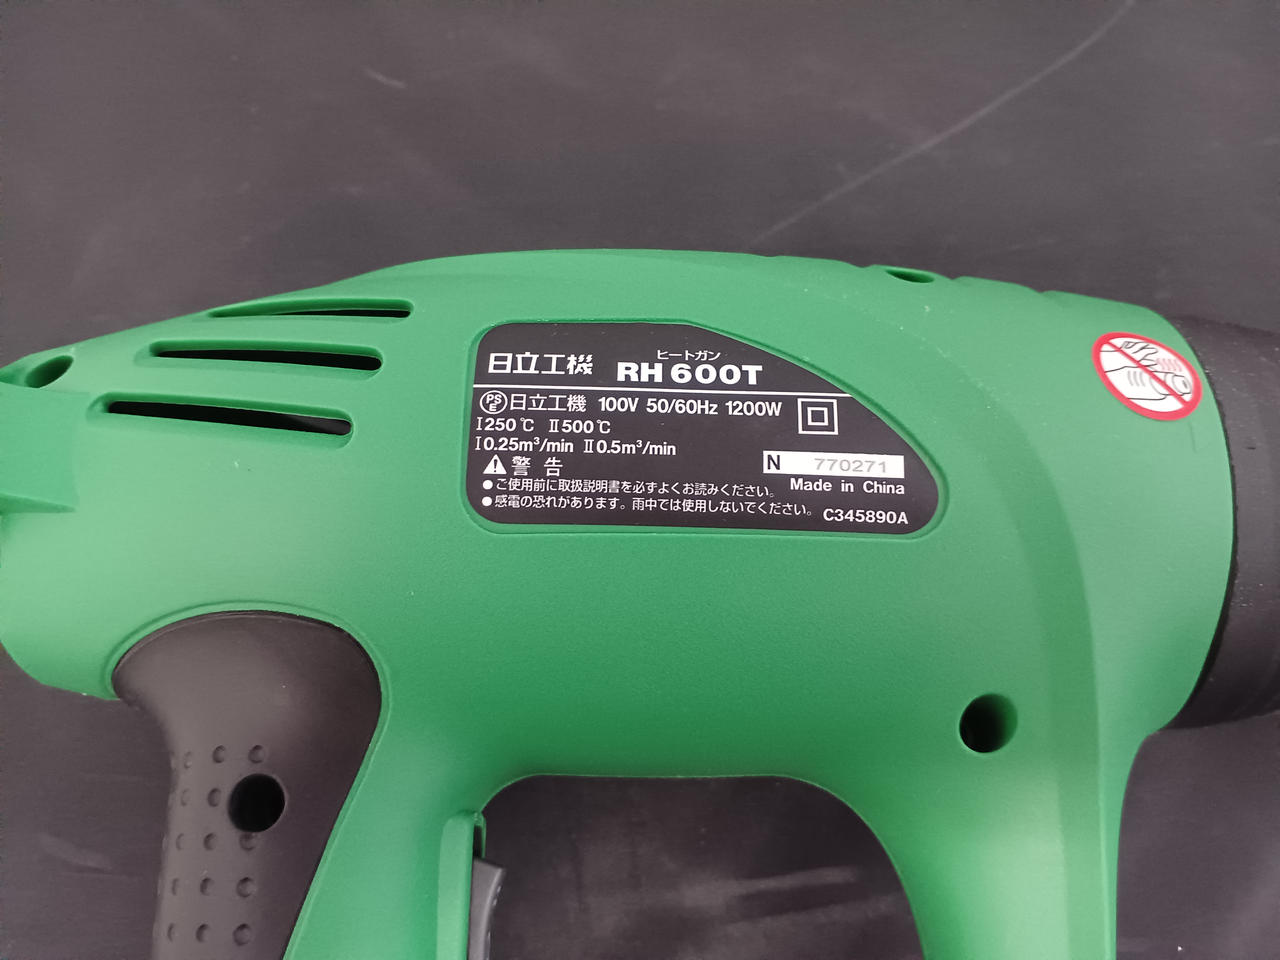 ヒートガン
日立工機 RH 600T
PSE 日立工機 100V 50/60Hz 1200W
Ⅰ250℃ Ⅱ500℃
Ⅰ0.25m³/min Ⅱ0.5m³/min
N 770271
警告
Made in China
●ご使用前に取扱説明書を必ずよくお読みください。
●感電の恐れがあります。雨中では使用しないでください。
C345890A